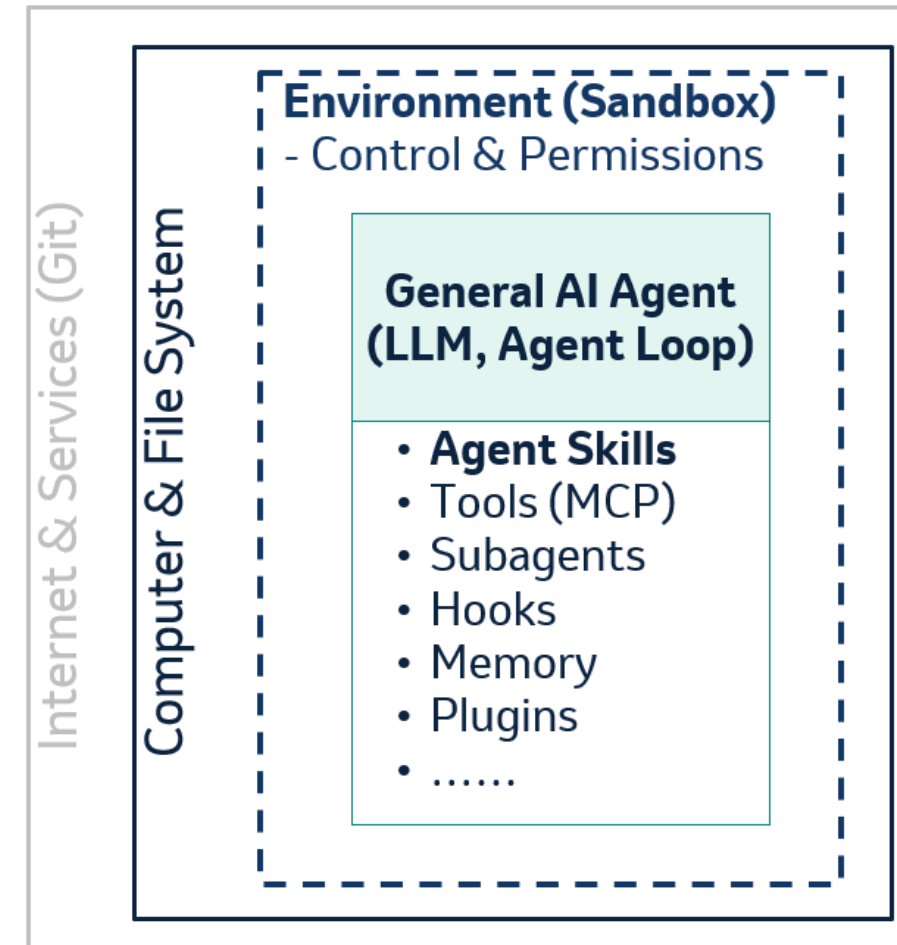 Internet & Services (Git)
Computer & File System
Environment (Sandbox)
- Control & Permissions
General AI Agent
(LLM, Agent Loop)
• Agent Skills
• Tools (MCP)
• Subagents
• Hooks
• Memory
• Plugins
• ......